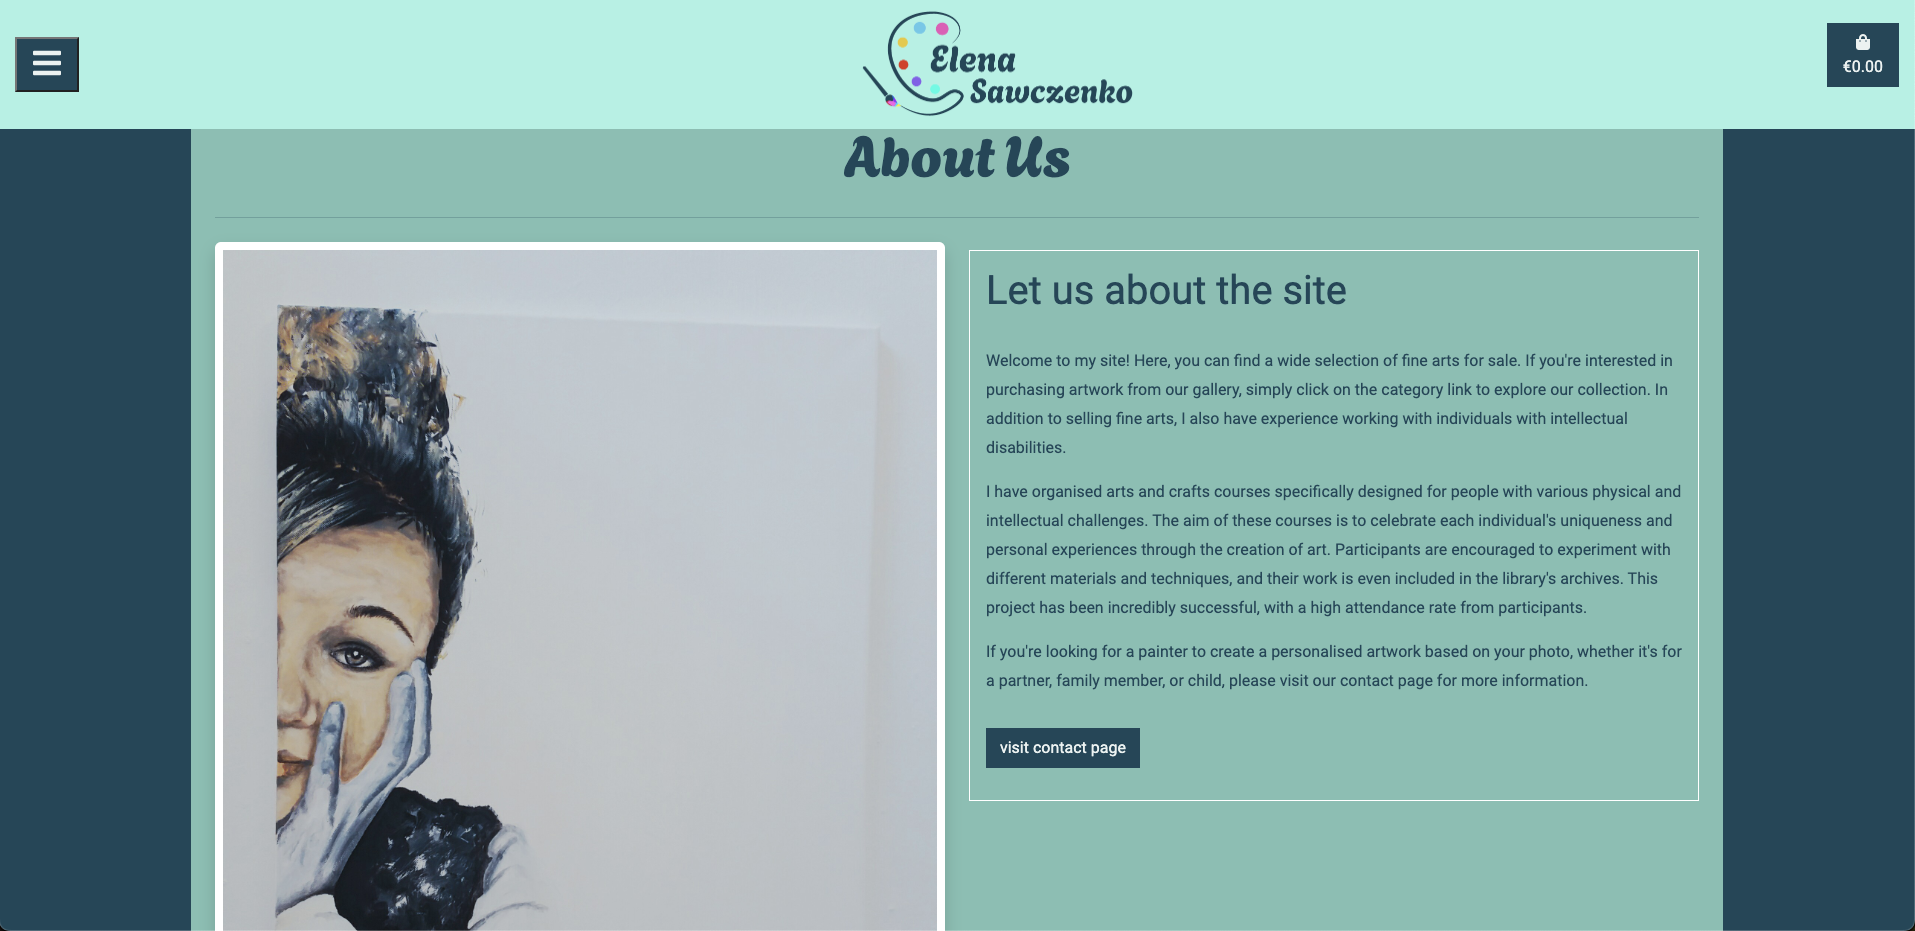 Elena
Sawczenko
€0.00
About Us
Let us about the site
Welcome to my site! Here, you can find a wide selection of fine arts for sale. If you're interested in
purchasing artwork from our gallery, simply click on the category link to explore our collection. In
addition to selling fine arts, I also have experience working with individuals with intellectual
disabilities.
I have organised arts and crafts courses specifically designed for people with various physical and
intellectual challenges. The aim of these courses is to celebrate each individual's uniqueness and
personal experiences through the creation of art. Participants are encouraged to experiment with
different materials and techniques, and their work is even included in the library's archives. This
project has been incredibly successful, with a high attendance rate from participants.
If you're looking for a painter to create a personalised artwork based on your photo, whether it's for
a partner, family member, or child, please visit our contact page for more information.
visit contact page